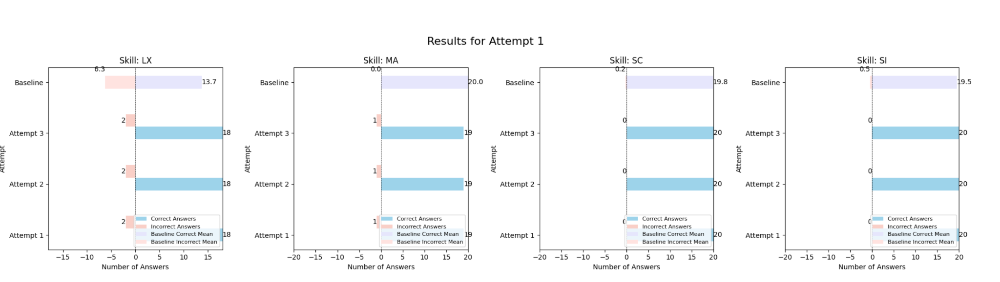 Results for Attempt 1
Skill: LX
6.3
Baseline
13.7
2
Attempt 3
18
2
Attempt 2
18
2
Attempt 1
18
Correct Answers
Incorrect Answers
Baseline Correct Mean
Baseline Incorrect Mean
Attempt
−15 −10 −5 0 5 10 15
Number of Answers
Skill: MA
0.0
Baseline
20.0
1
Attempt 3
19
1
Attempt 2
19
1
Attempt 1
19
Correct Answers
Incorrect Answers
Baseline Correct Mean
Baseline Incorrect Mean
Attempt
−20 −15 −10 −5 0 5 10 15 20
Number of Answers
Skill: SC
0.2
Baseline
19.8
0
Attempt 3
20
0
Attempt 2
20
0
Attempt 1
20
Correct Answers
Incorrect Answers
Baseline Correct Mean
Baseline Incorrect Mean
Attempt
−20 −15 −10 −5 0 5 10 15 20
Number of Answers
Skill: SI
0.5
Baseline
19.5
0
Attempt 3
20
0
Attempt 2
20
0
Attempt 1
20
Correct Answers
Incorrect Answers
Baseline Correct Mean
Baseline Incorrect Mean
Attempt
−20 −15 −10 −5 0 5 10 15 20
Number of Answers